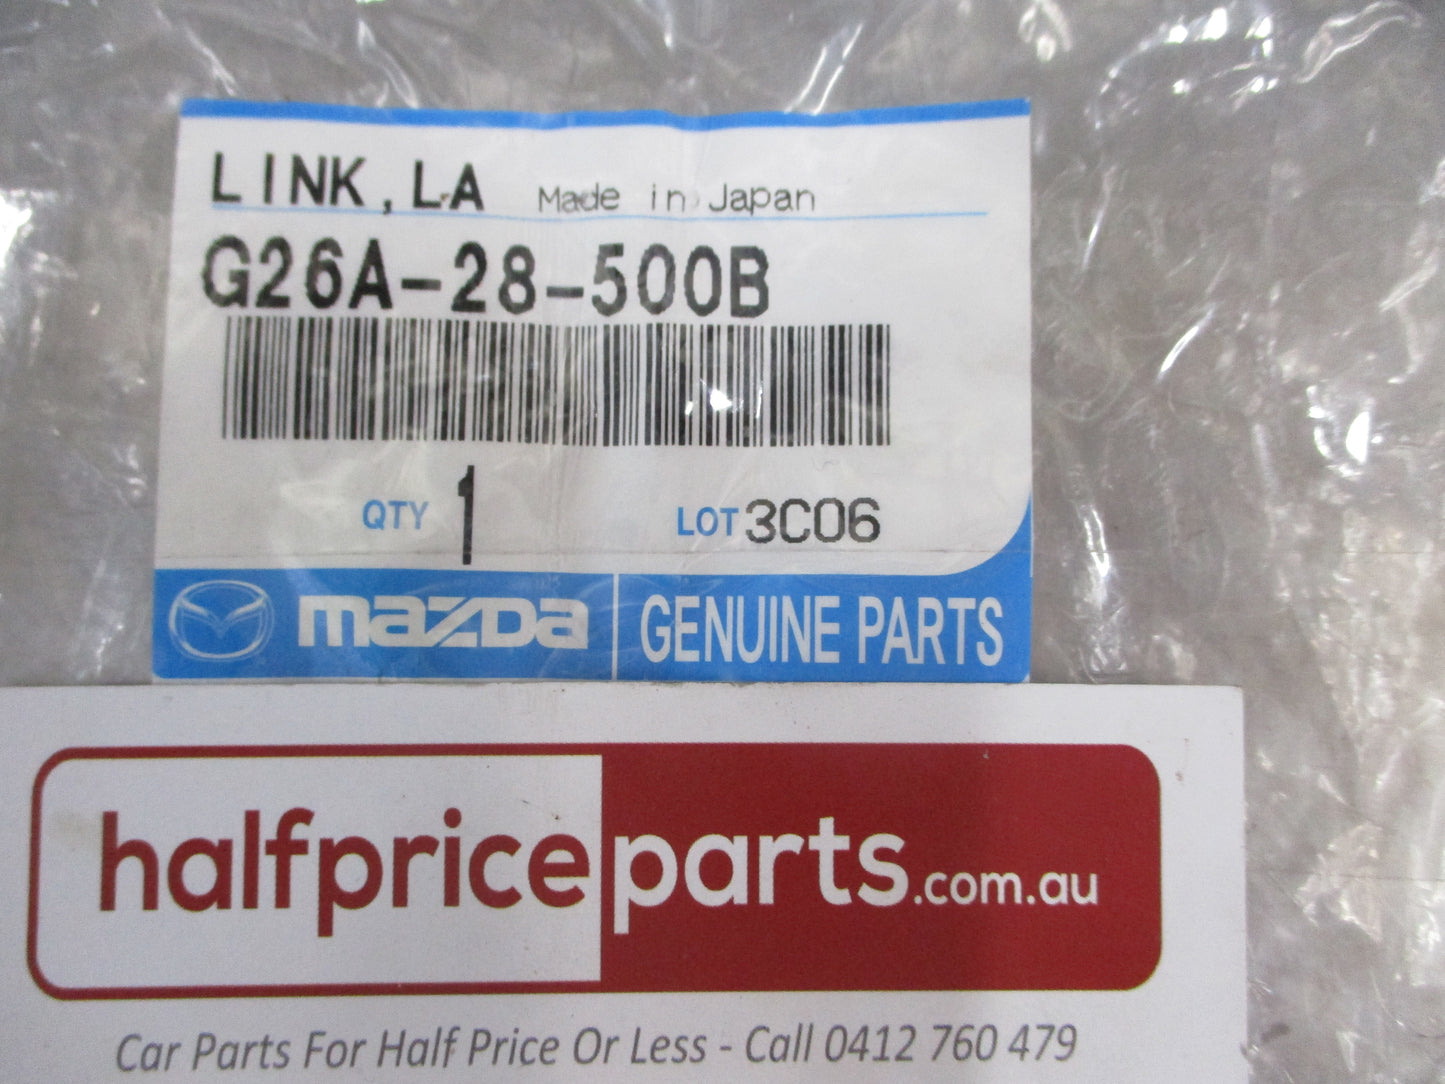 LINK, LA Made in Japan
G26A-28-500B
QTY 1 LOT 3C06
mazda GENUINE PARTS
halfpriceparts.com.au
Car Parts For Half Price Or Less - Call 0412 760 479